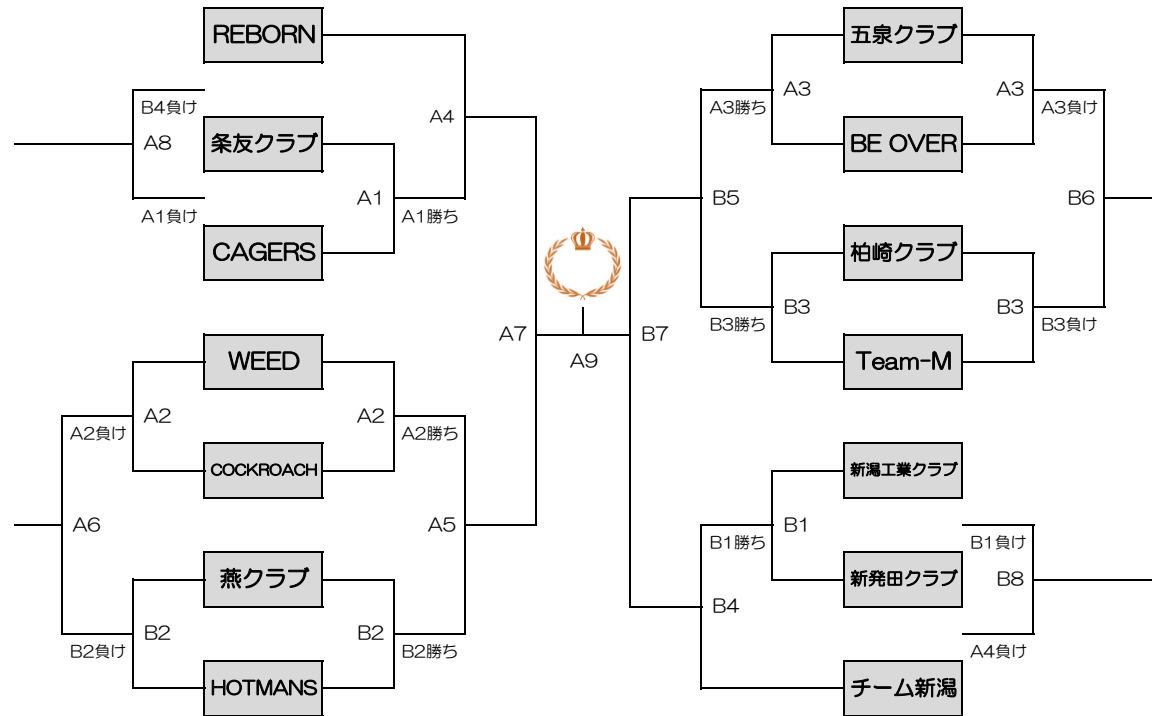 REBORN
B4負け
A8
条友クラブ
A1負け
CAGERS
A1
A1勝ち
A4
WEED
A2負け
A2
A2
A2勝ち
COCKROACH
A6
A5
燕クラブ
B2負け
B2
B2
B2勝ち
HOTMANS
A7
A9
B7
五泉クラブ
A3勝ち
A3
A3
A3負け
BE OVER
B5
B6
柏崎クラブ
B3勝ち
B3
B3
B3負け
Team-M
新潟工業クラブ
B1勝ち
B1
B1負け
新発田クラブ
B8
B4
A4負け
チーム新潟